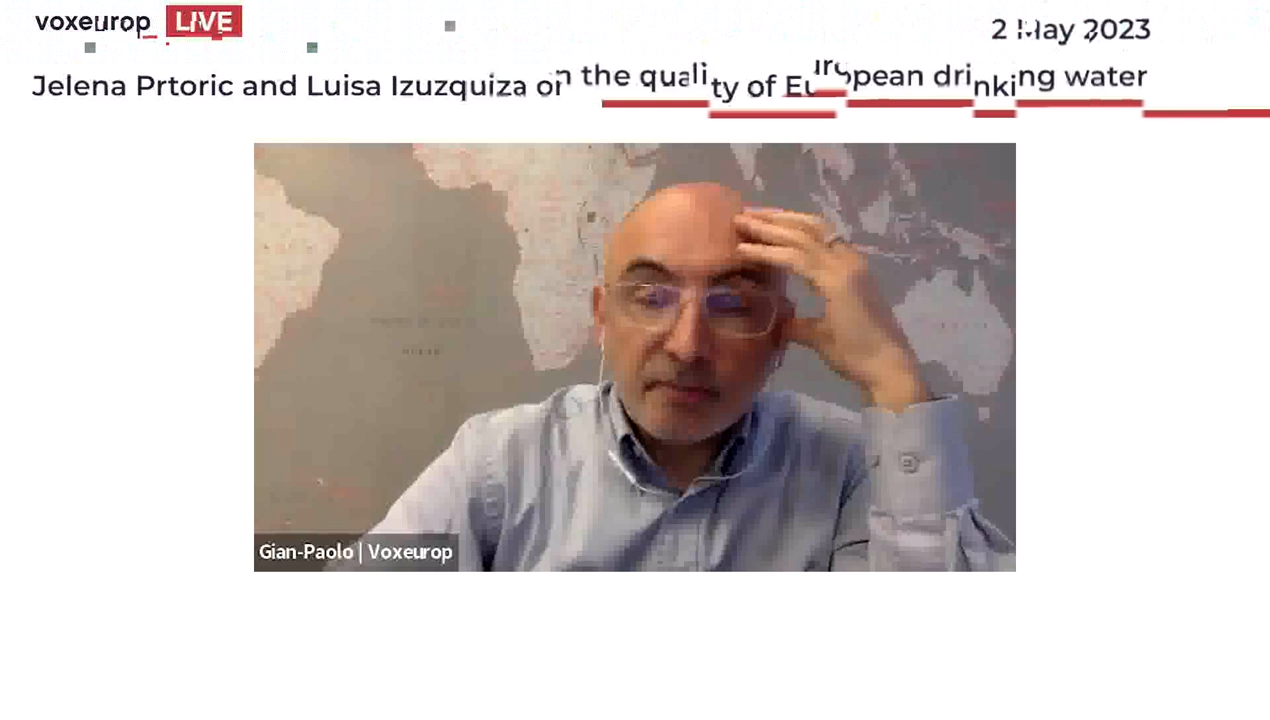 voxeurop LIVE
2 May 2023
Jelena Prtoric and Luisa Izuzquiza on the quality of European drinking water
Gian-Paolo | Voxeurop